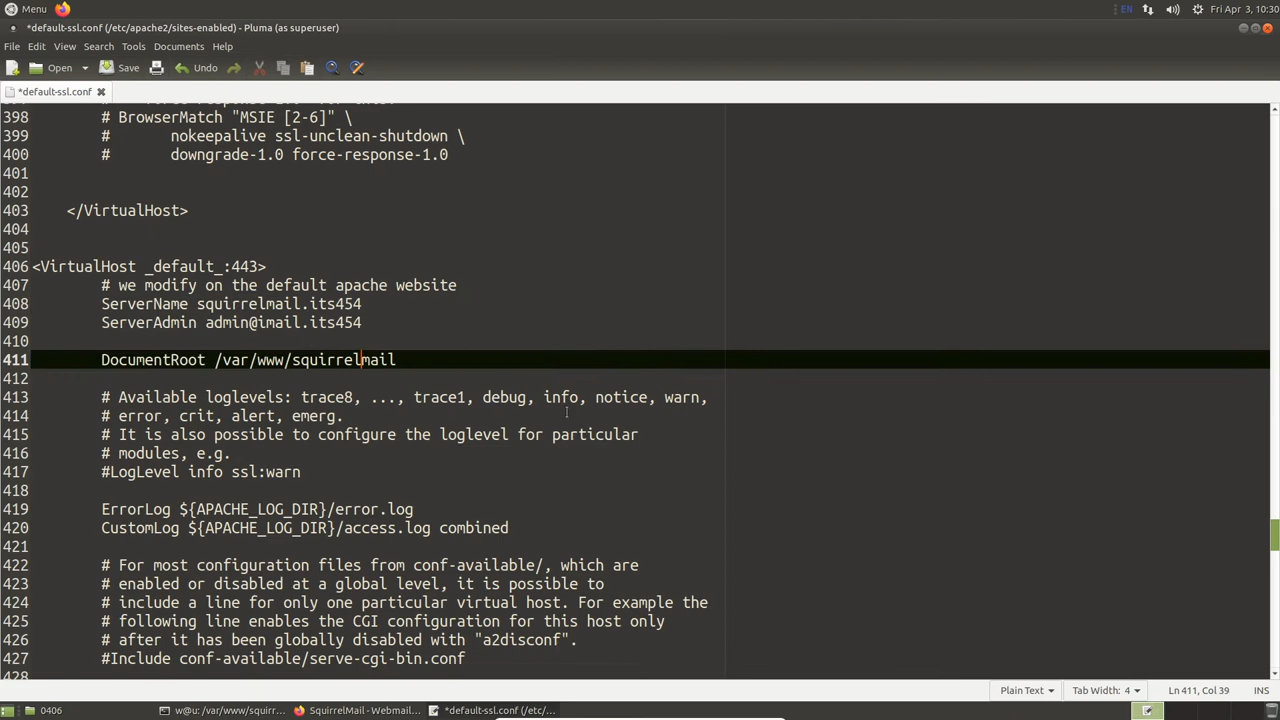 Menu EN Fri Apr 3, 10:30
*default-ssl.conf (/etc/apache2/sites-enabled) - Pluma (as superuser)
File Edit View Search Tools Documents Help
Open Save Undo
*default-ssl.conf
398 # BrowserMatch "MSIE [2-6]" \
399 # nokeepalive ssl-unclean-shutdown \
400 # downgrade-1.0 force-response-1.0
401
402
403 </VirtualHost>
404
405
406 <VirtualHost _default_:443>
407 # we modify on the default apache website
408 ServerName squirrelmail.its454
409 ServerAdmin admin@imail.its454
410
411 DocumentRoot /var/www/squirrelmail
412
413 # Available loglevels: trace8, ..., trace1, debug, info, notice, warn,
414 # error, crit, alert, emerg.
415 # It is also possible to configure the loglevel for particular
416 # modules, e.g.
417 #LogLevel info ssl:warn
418
419 ErrorLog ${APACHE_LOG_DIR}/error.log
420 CustomLog ${APACHE_LOG_DIR}/access.log combined
421
422 # For most configuration files from conf-available/, which are
423 # enabled or disabled at a global level, it is possible to
424 # include a line for only one particular virtual host. For example the
425 # following line enables the CGI configuration for this host only
426 # after it has been globally disabled with "a2disconf".
427 #Include conf-available/serve-cgi-bin.conf
428
Plain Text Tab Width: 4 Ln 411, Col 39 INS
0406 w@u: /var/www/squirr... SquirrelMail - Webmail... *default-ssl.conf (/etc/...